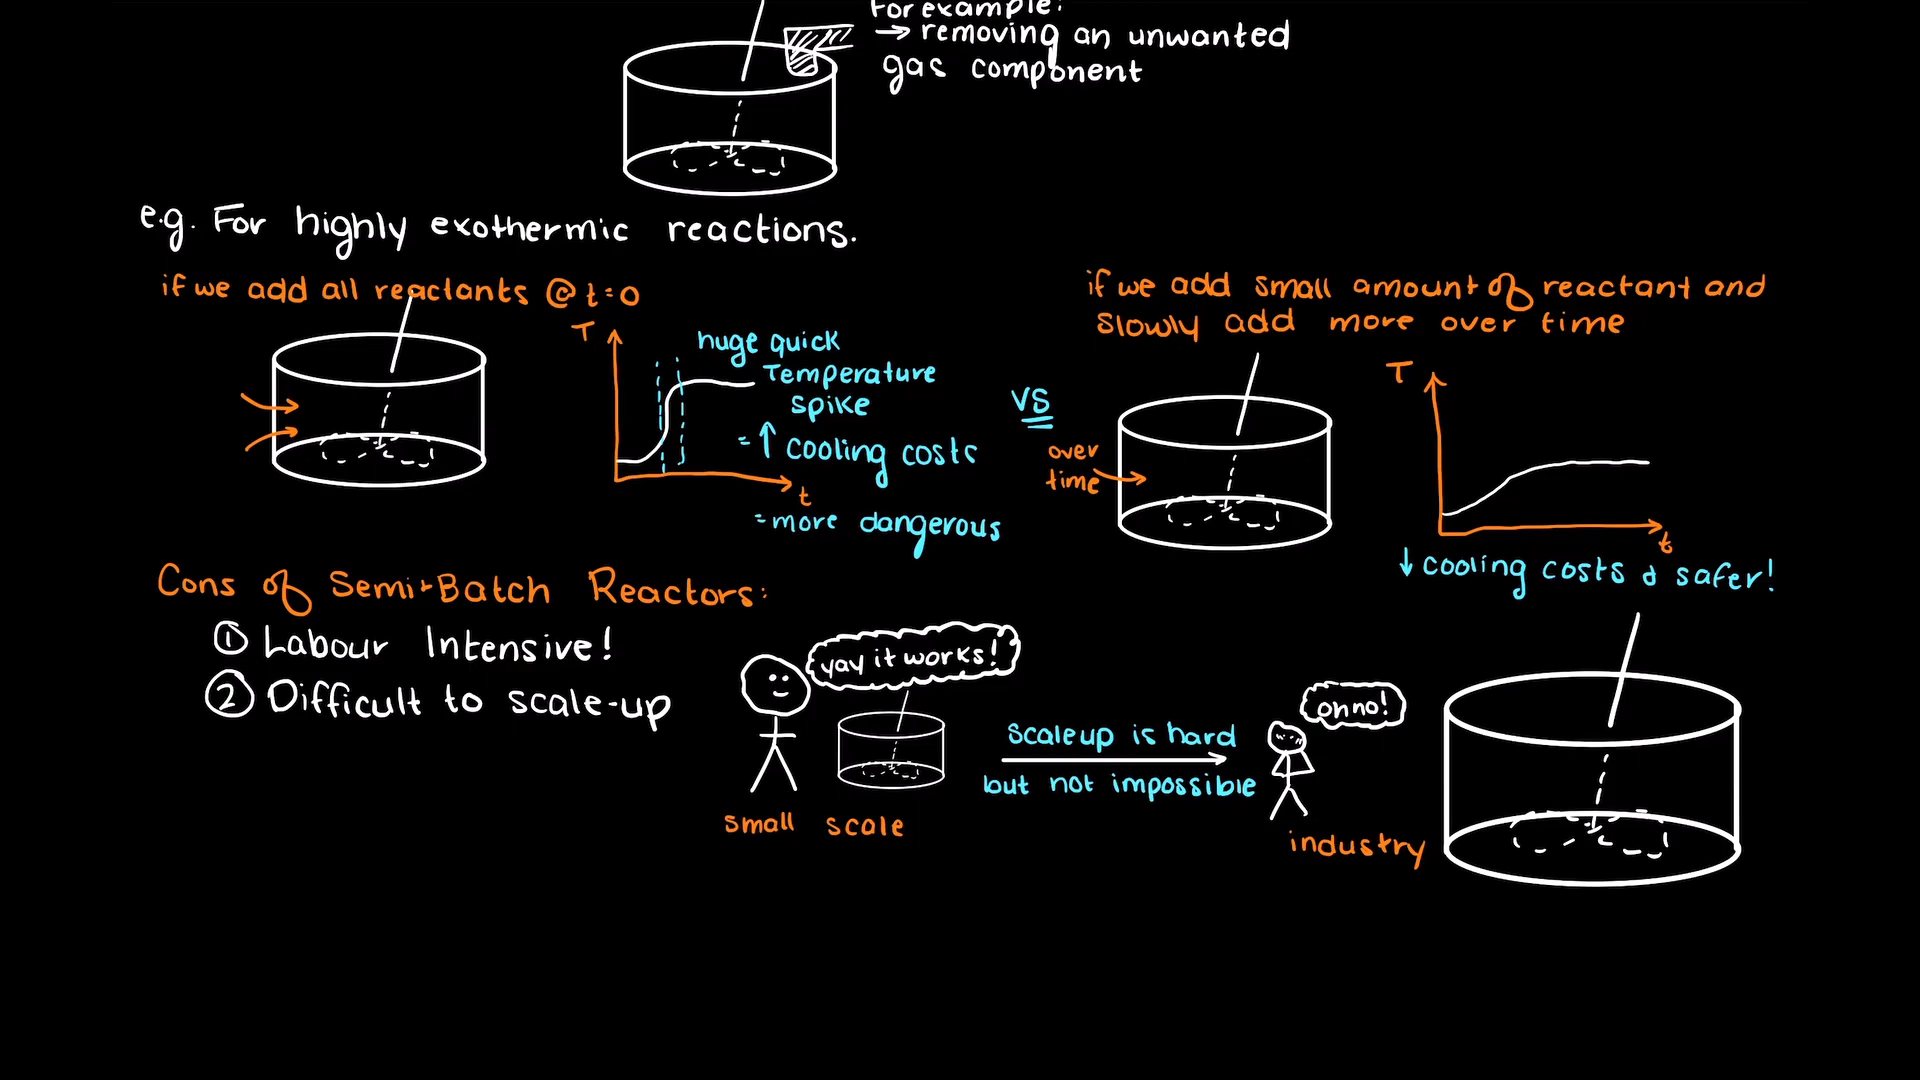 For example:
→ removing an unwanted
gas component
e.g. For highly exothermic reactions.
if we add all reactants @ t=0
T
huge quick
Temperature
spike
= ↑ cooling costs
t
= more dangerous
VS
if we add small amount of reactant and
slowly add more over time
over
time
T
t
↓ cooling costs & safer!
Cons of Semi-Batch Reactors:
① Labour Intensive!
② Difficult to scale-up
yay it works!
small scale
scaleup is hard
but not impossible
oh no!
industry